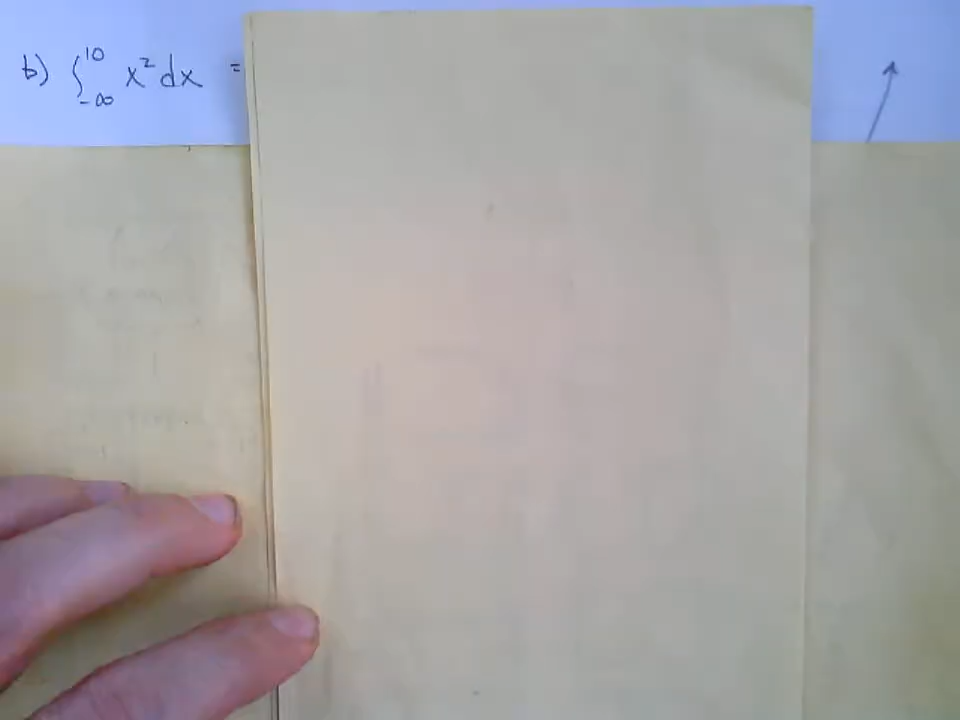 b) ∫_{-∞}^{10} x² dx =